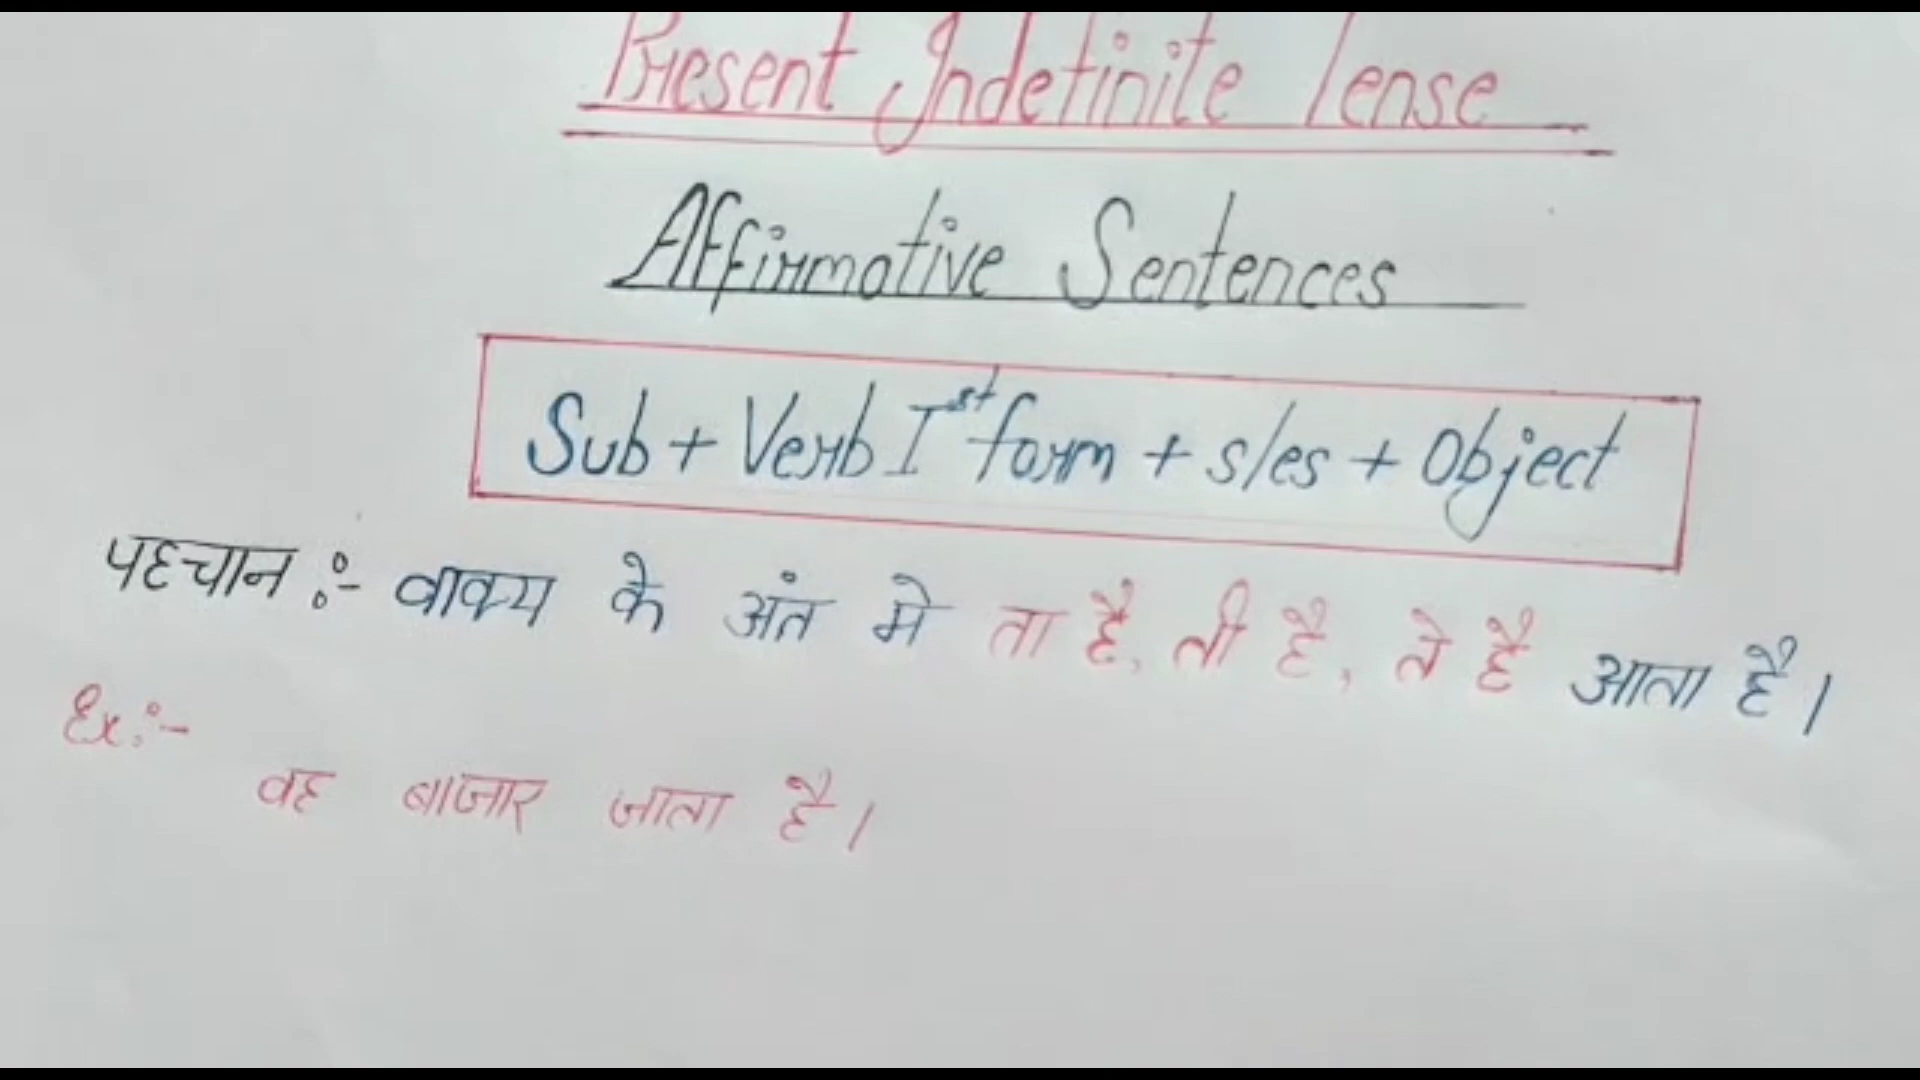 Present Indefinite Tense
Affirmative Sentences
Sub + Verb Ist form + s/es + Object
पहचान :- वाक्य के अंत मे ता है, ती है, ते है आता है।
Ex:-
वह बाजार जाता है।